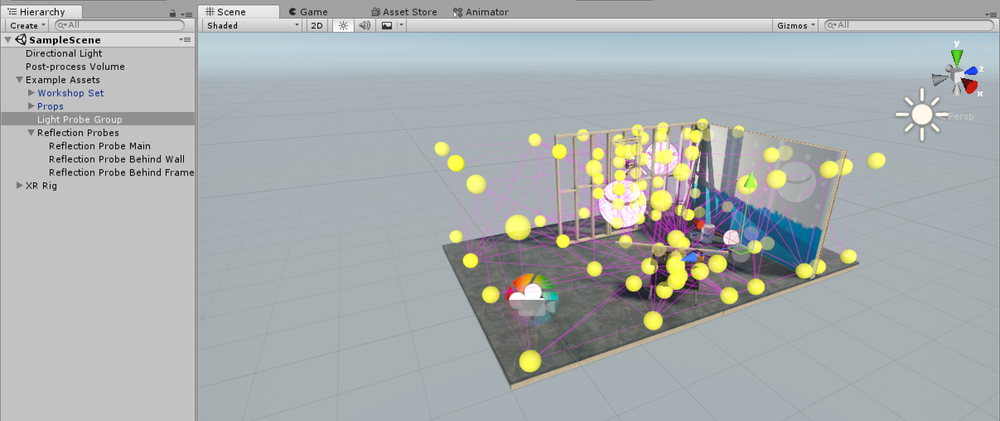 Hierarchy
Create All
SampleScene
Directional Light
Post-process Volume
Example Assets
Workshop Set
Props
Light Probe Group
Reflection Probes
Reflection Probe Main
Reflection Probe Behind Wall
Reflection Probe Behind Frame
XR Rig
Scene Game Asset Store Animator
Shaded 2D Gizmos All
y
z
x
Persp